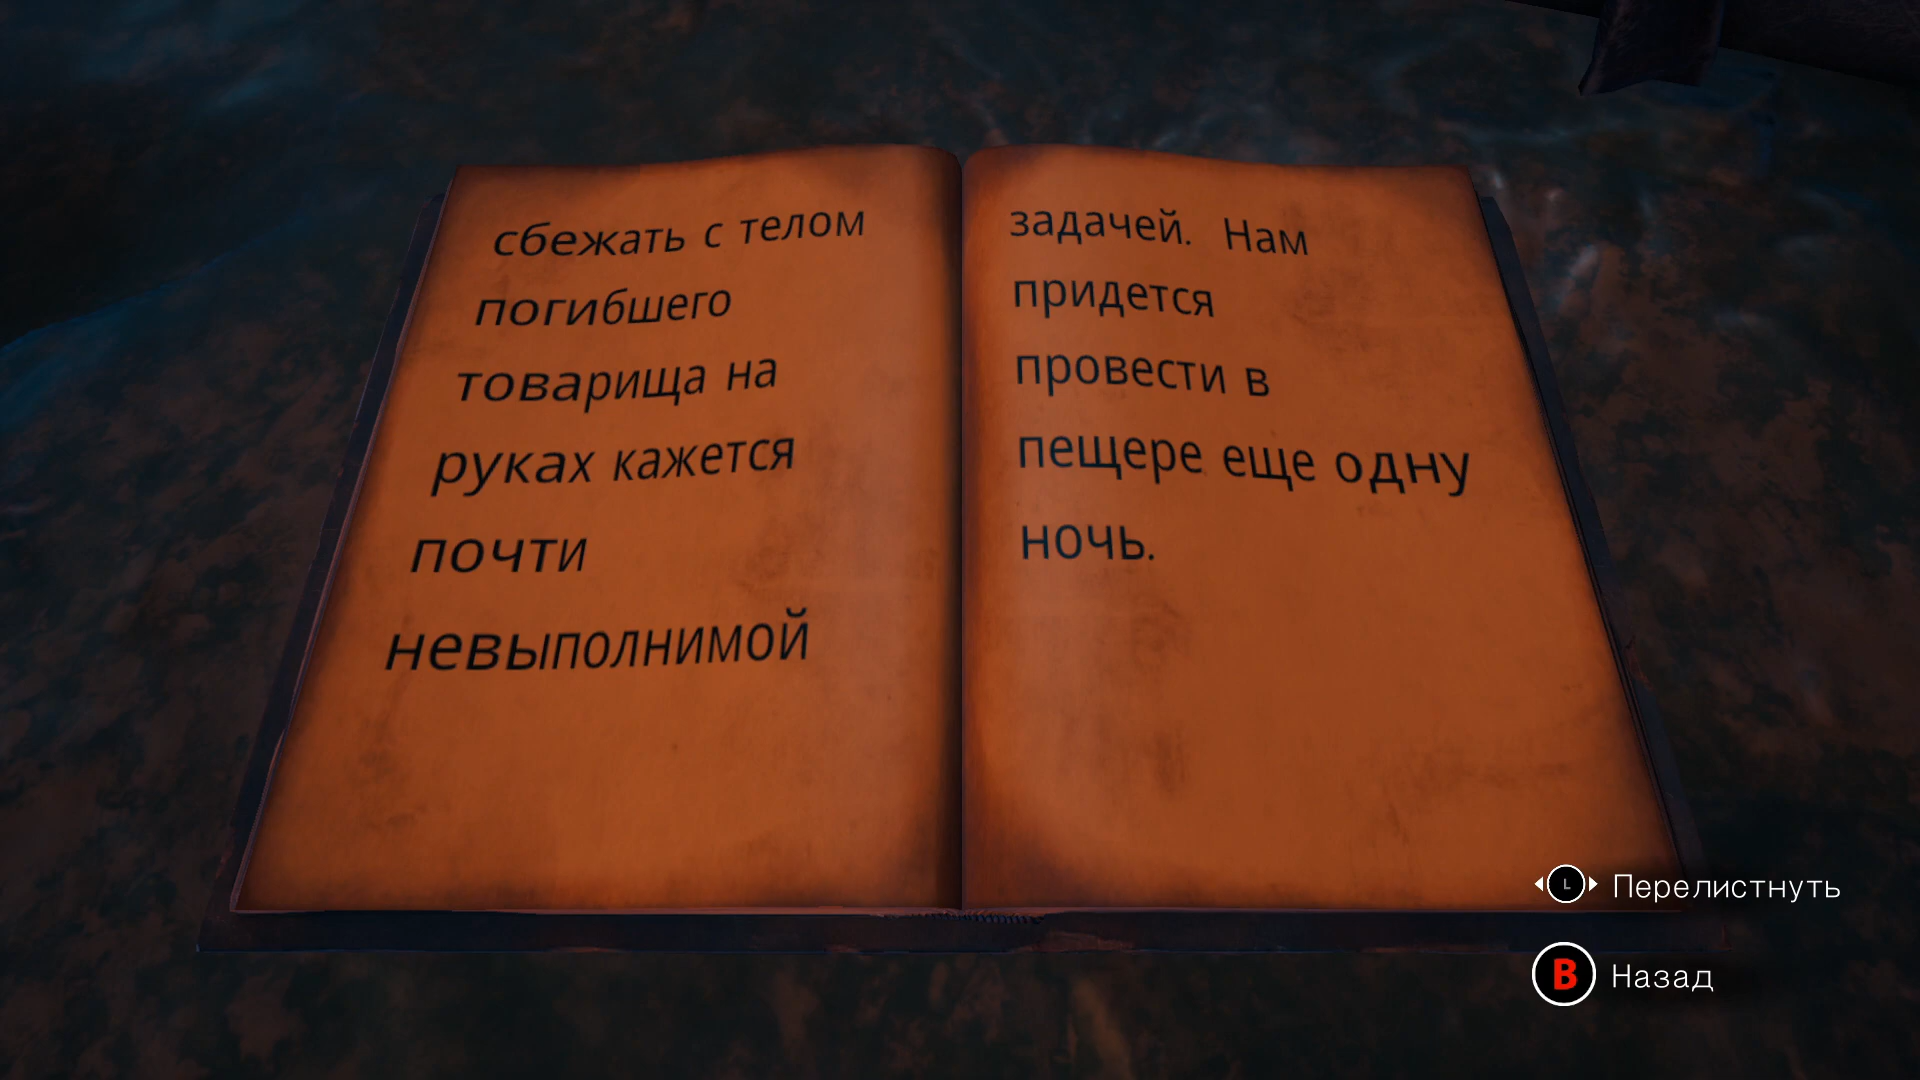 сбежать с телом
погибшего
товарища на
руках кажется
почти
невыполнимой
задачей. Нам
придется
провести в
пещере еще одну
ночь.
L Перелистнуть
B Назад